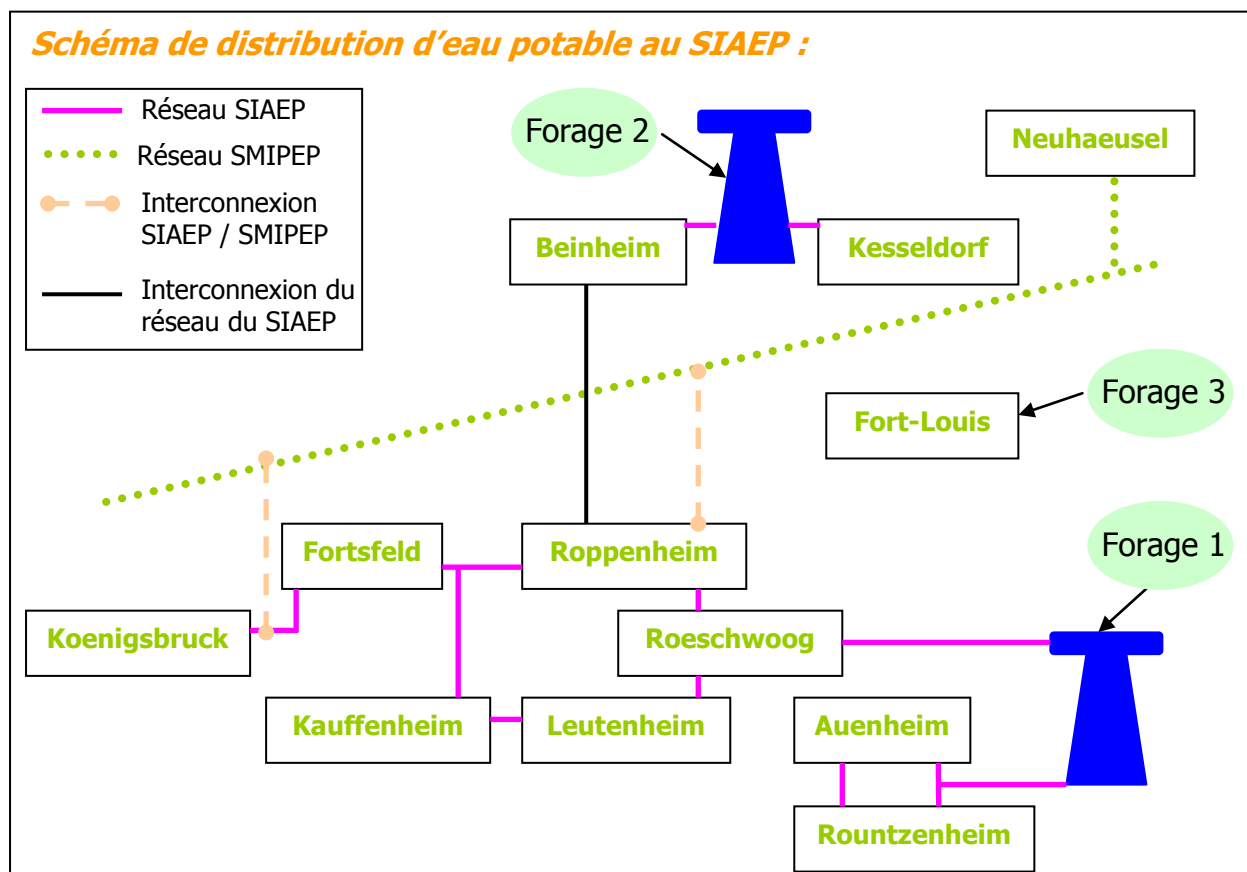 Schéma de distribution d'eau potable au SIAEP :
Réseau SIAEP
Réseau SMIPEP
Interconnexion
SIAEP / SMIPEP
Interconnexion du
réseau du SIAEP
Forage 2
Neuhaeusel
Beinheim
Kesseldorf
Fort-Louis
Forage 3
Forage 1
Fortsfeld
Roppenheim
Koenigsbruck
Roeschwoog
Kauffenheim
Leutenheim
Auenheim
Rountzenheim